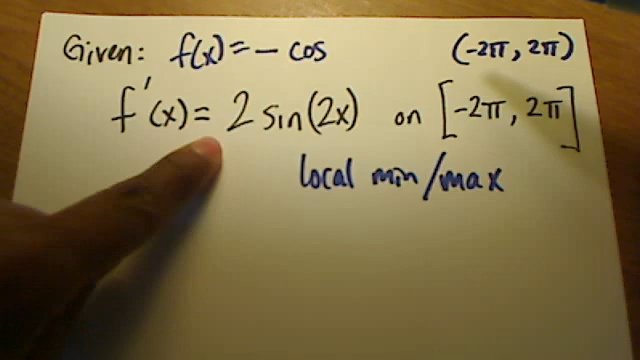 Given: f(x) = - cos (-2π, 2π)
f'(x) = 2 sin(2x) on [-2π, 2π]
local min/max